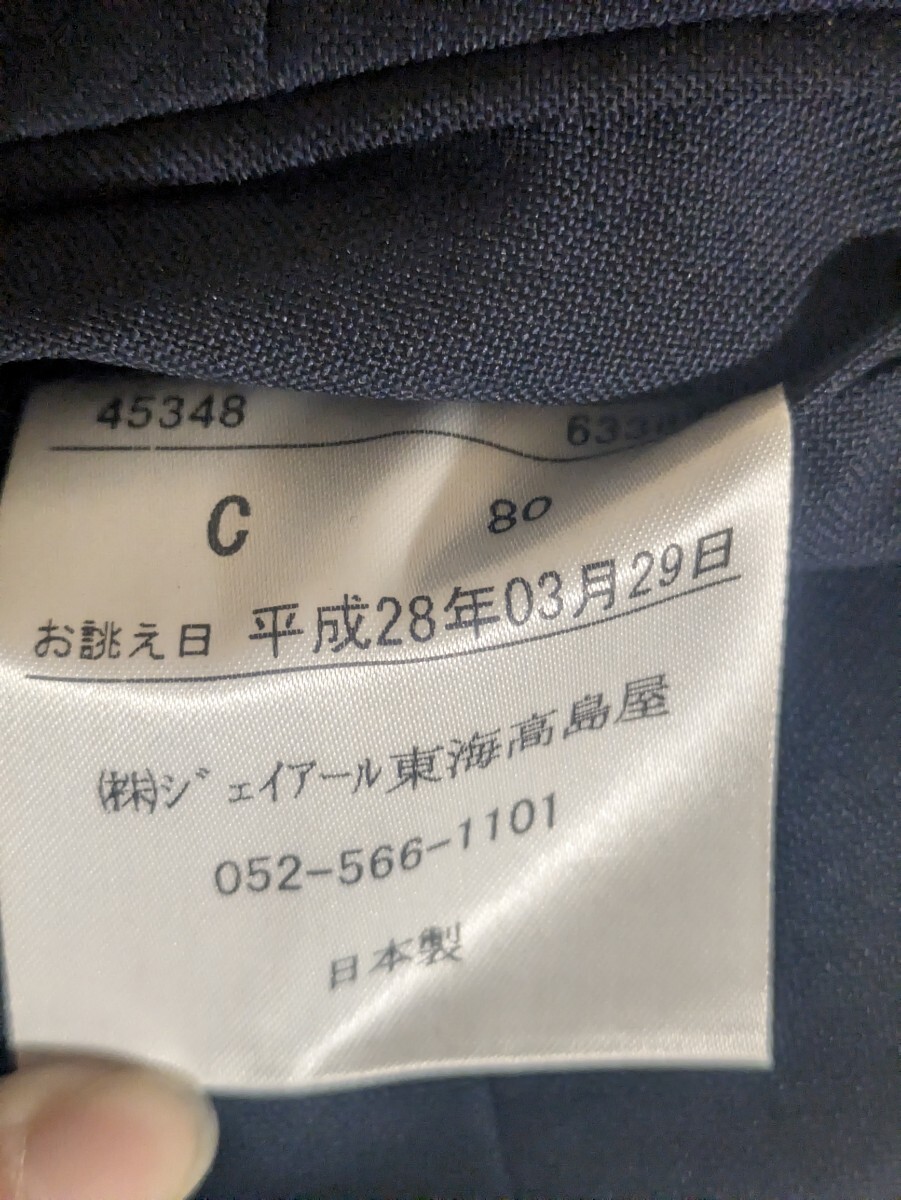 45348
C 80
お誂え日 平成28年03月29日
㈱ジェイアール東海高島屋
052-566-1101
日本製